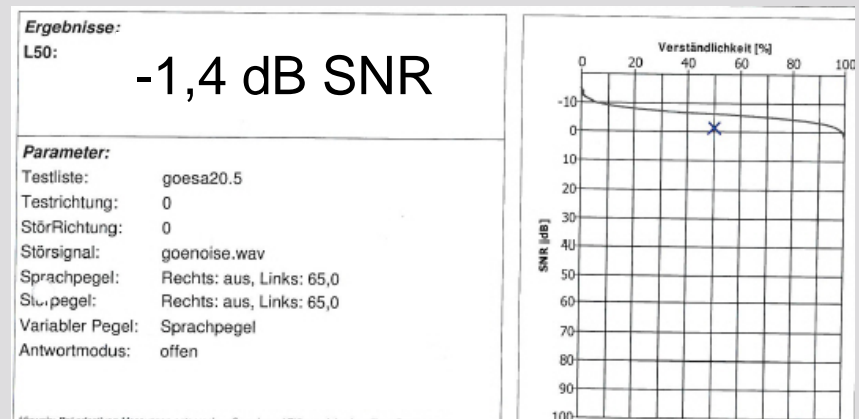 Ergebnisse:
L50:
-1,4 dB SNR
Parameter:
Testliste: goesa20.5
Testrichtung: 0
StörRichtung: 0
Störsignal: goenoise.wav
Sprachpegel: Rechts: aus, Links: 65,0
Störpegel: Rechts: aus, Links: 65,0
Variabler Pegel: Sprachpegel
Antwortmodus: offen
Verständlichkeit [%]
0 20 40 60 80 100
SNR [dB]
-10
0
10
20
30
40
50
60
70
80
90
100